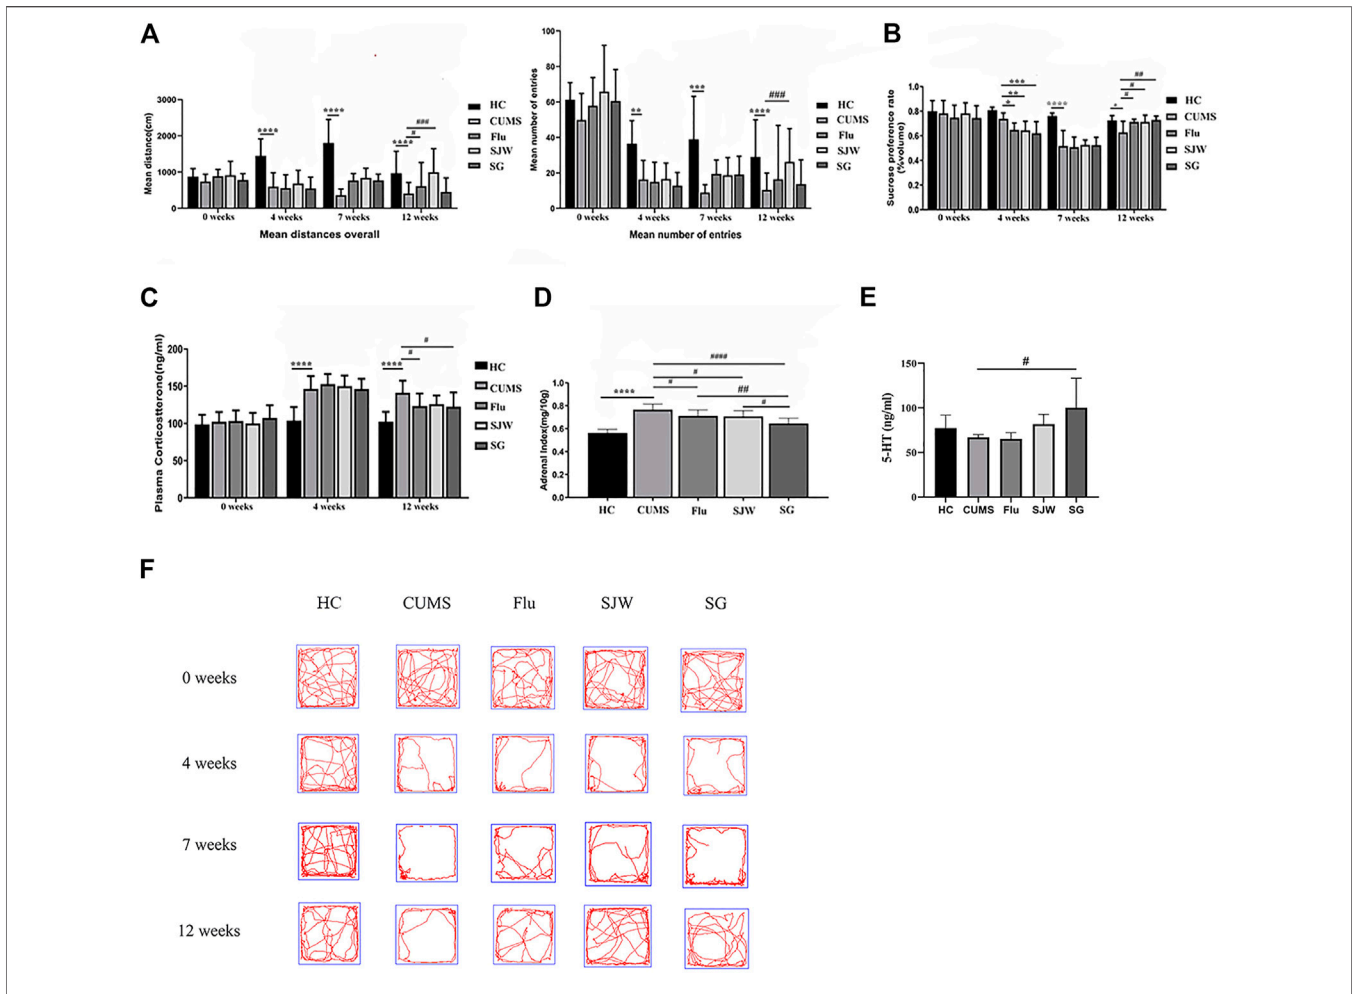 A
Mean distance(cm)
3000
2000
1000
0
****
****
****
#
###
0 weeks
4 weeks
7 weeks
12 weeks
Mean distances overall
HC
CUMS
Flu
SJW
SG
Mean number of entries
100
80
60
40
20
0
**
***
****
###
0 weeks
4 weeks
7 weeks
12 weeks
Mean number of entries
HC
CUMS
Flu
SJW
SG
B
Sucrose preference rate
(%volume)
1.0
0.8
0.6
0.4
0.2
0.0
***
**
*
****
*
##
#
#
0 weeks
4 weeks
7 weeks
12 weeks
HC
CUMS
Flu
SJW
SG
C
Plasma Corticostterone(ng/ml)
200
150
100
50
0
****
****
#
#
0 weeks
4 weeks
12 weeks
HC
CUMS
Flu
SJW
SG
D
Adrenal Index(mg/10g)
1.0
0.8
0.6
0.4
0.2
0.0
####
#
#
****
##
#
HC
CUMS
Flu
SJW
SG
E
5-HT (ng/ml)
150
100
50
0
#
HC
CUMS
Flu
SJW
SG
F
HC
CUMS
Flu
SJW
SG
0 weeks
4 weeks
7 weeks
12 weeks